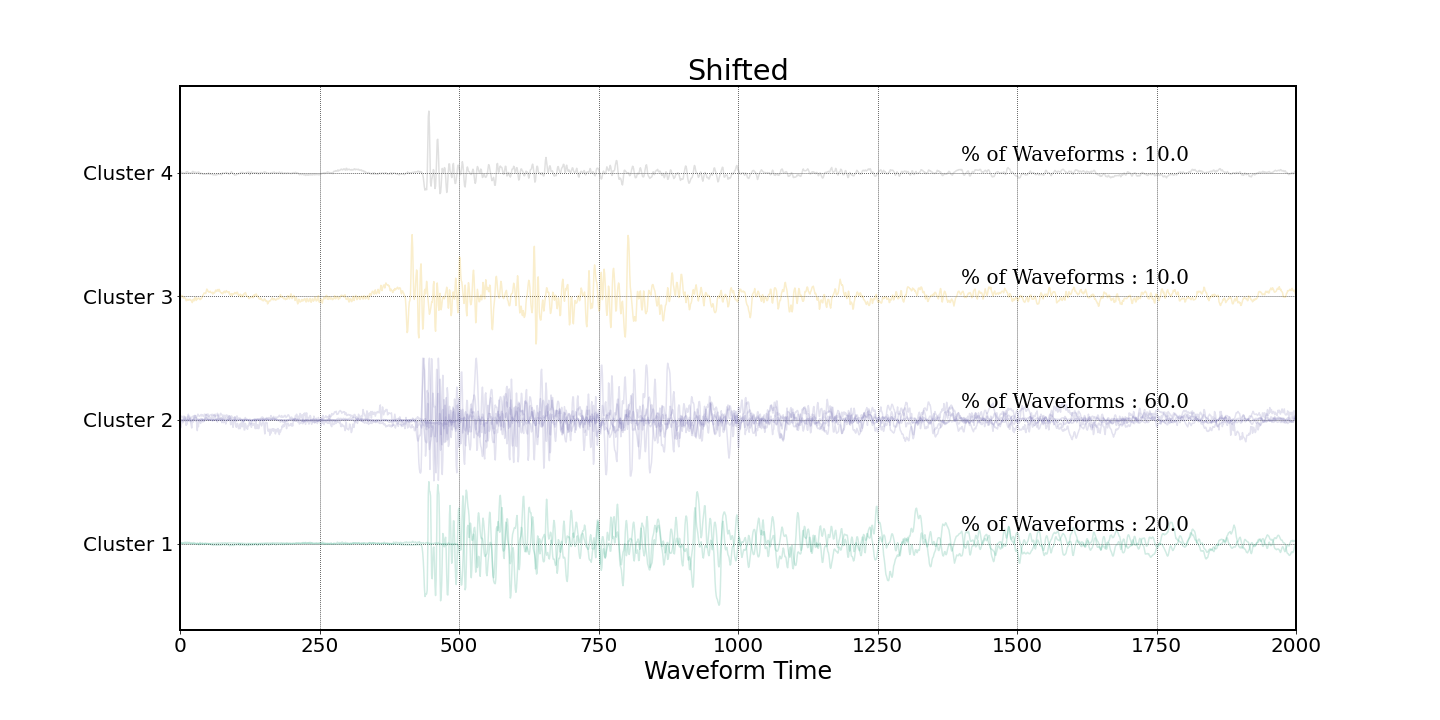 Shifted
Cluster 4
% of Waveforms : 10.0
Cluster 3
% of Waveforms : 10.0
Cluster 2
% of Waveforms : 60.0
Cluster 1
% of Waveforms : 20.0
0 250 500 750 1000 1250 1500 1750 2000
Waveform Time